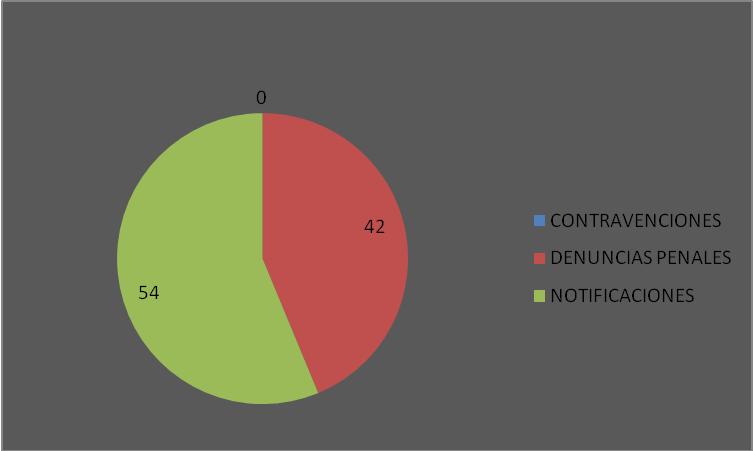 0
42
54
CONTRAVENCIONES
DENUNCIAS PENALES
NOTIFICACIONES